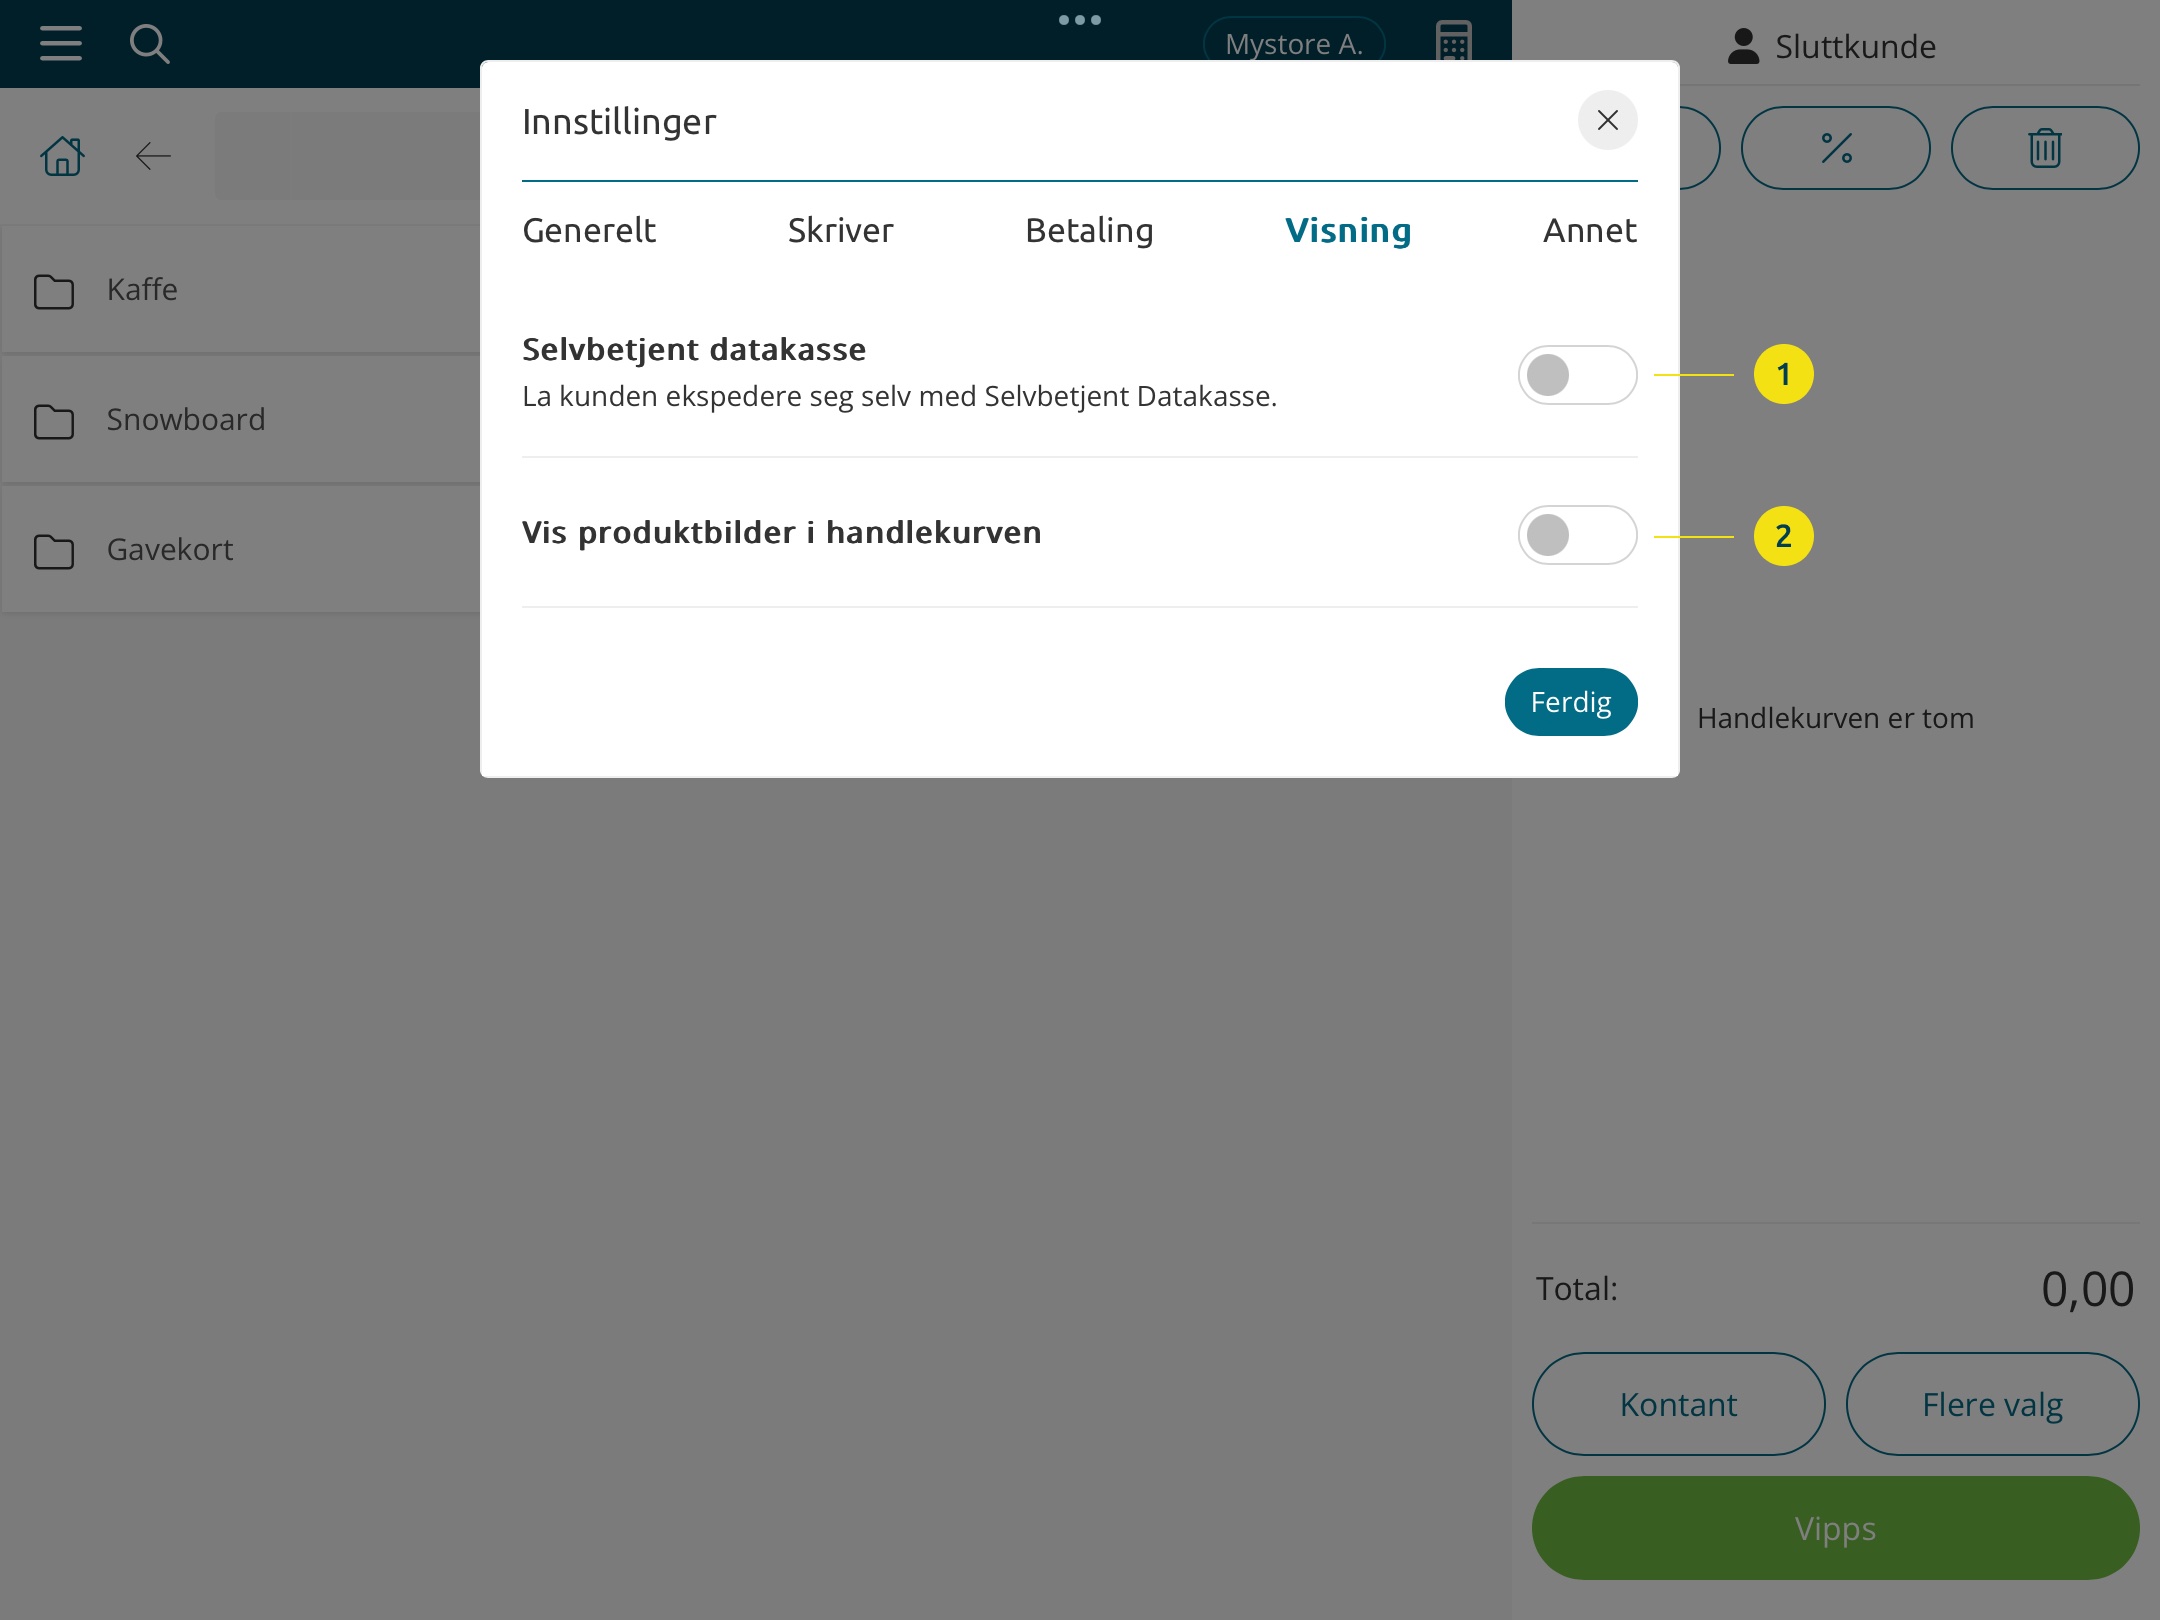 Mystore A.
Sluttkunde
Innstillinger
Generelt
Skriver
Betaling
Visning
Annet
Kaffe
Snowboard
Gavekort
Selvbetjent datakasse
La kunden ekspedere seg selv med Selvbetjent Datakasse.
1
Vis produktbilder i handlekurven
2
Ferdig
Handlekurven er tom
Total:
0,00
Kontant
Flere valg
Vipps